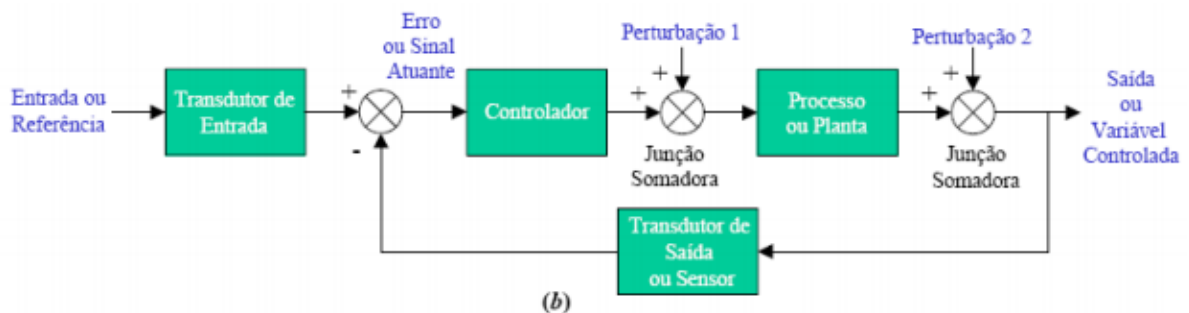 Entrada ou
Referência
Transdutor de
Entrada
+
-
Erro
ou Sinal
Atuante
Controlador
+
+
Perturbação 1
Junção
Somadora
Processo
ou Planta
+
+
Perturbação 2
Junção
Somadora
Saída
ou
Variável
Controlada
Transdutor de
Saída
ou Sensor
(b)